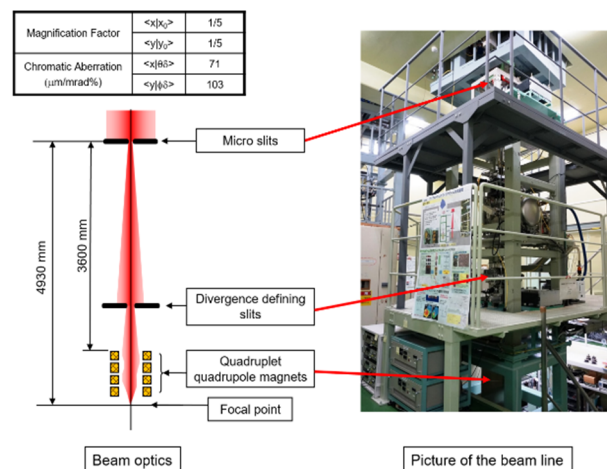 Magnification Factor
<x|x₀> 1/5
<y|y₀> 1/5
Chromatic Aberration
(μm/mrad%)
<x|θδ> 71
<y|ϕδ> 103
Micro slits
4930 mm
3600 mm
Divergence defining
slits
Quadruplet
quadrupole magnets
Focal point
Beam optics
Picture of the beam line